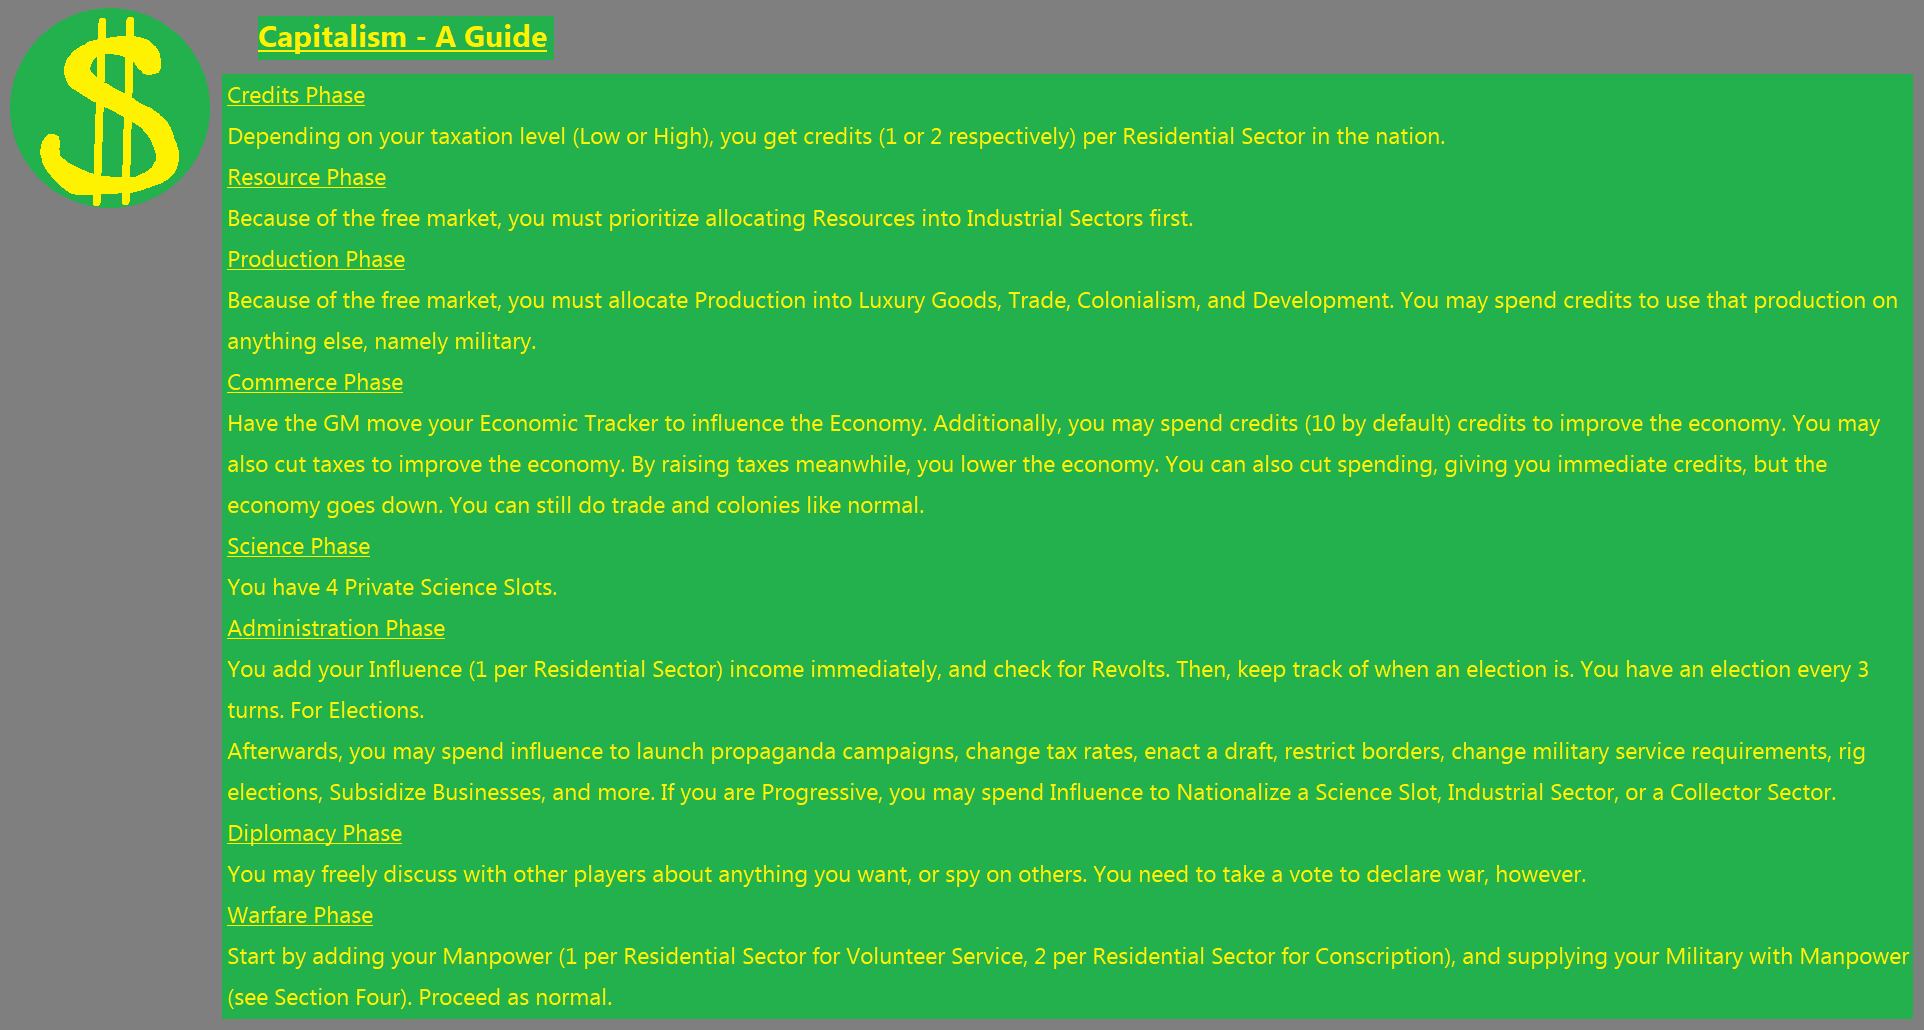 $
Capitalism - A Guide
Credits Phase
Depending on your taxation level (Low or High), you get credits (1 or 2 respectively) per Residential Sector in the nation.
Resource Phase
Because of the free market, you must prioritize allocating Resources into Industrial Sectors first.
Production Phase
Because of the free market, you must allocate Production into Luxury Goods, Trade, Colonialism, and Development. You may spend credits to use that production on
anything else, namely military.
Commerce Phase
Have the GM move your Economic Tracker to influence the Economy. Additionally, you may spend credits (10 by default) credits to improve the economy. You may
also cut taxes to improve the economy. By raising taxes meanwhile, you lower the economy. You can also cut spending, giving you immediate credits, but the
economy goes down. You can still do trade and colonies like normal.
Science Phase
You have 4 Private Science Slots.
Administration Phase
You add your Influence (1 per Residential Sector) income immediately, and check for Revolts. Then, keep track of when an election is. You have an election every 3
turns. For Elections.
Afterwards, you may spend influence to launch propaganda campaigns, change tax rates, enact a draft, restrict borders, change military service requirements, rig
elections, Subsidize Businesses, and more. If you are Progressive, you may spend Influence to Nationalize a Science Slot, Industrial Sector, or a Collector Sector.
Diplomacy Phase
You may freely discuss with other players about anything you want, or spy on others. You need to take a vote to declare war, however.
Warfare Phase
Start by adding your Manpower (1 per Residential Sector for Volunteer Service, 2 per Residential Sector for Conscription), and supplying your Military with Manpower
(see Section Four). Proceed as normal.